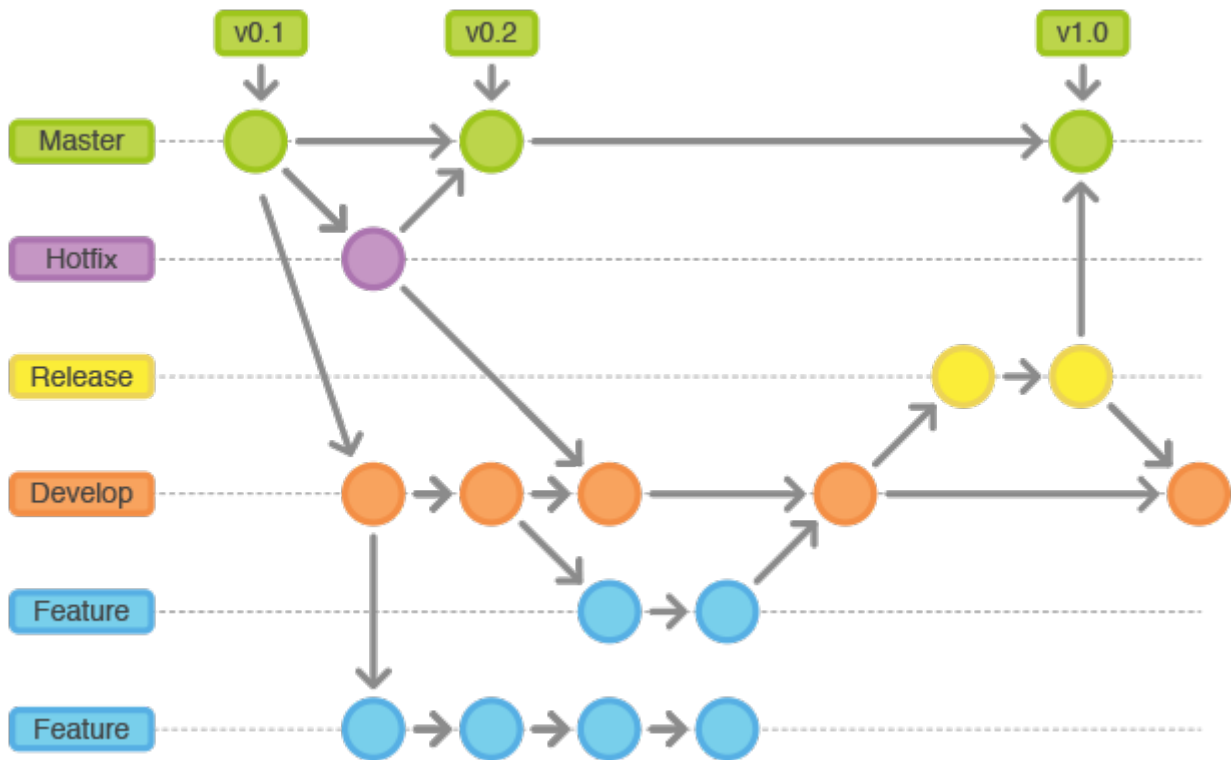 v0.1
v0.2
v1.0
Master
Hotfix
Release
Develop
Feature
Feature